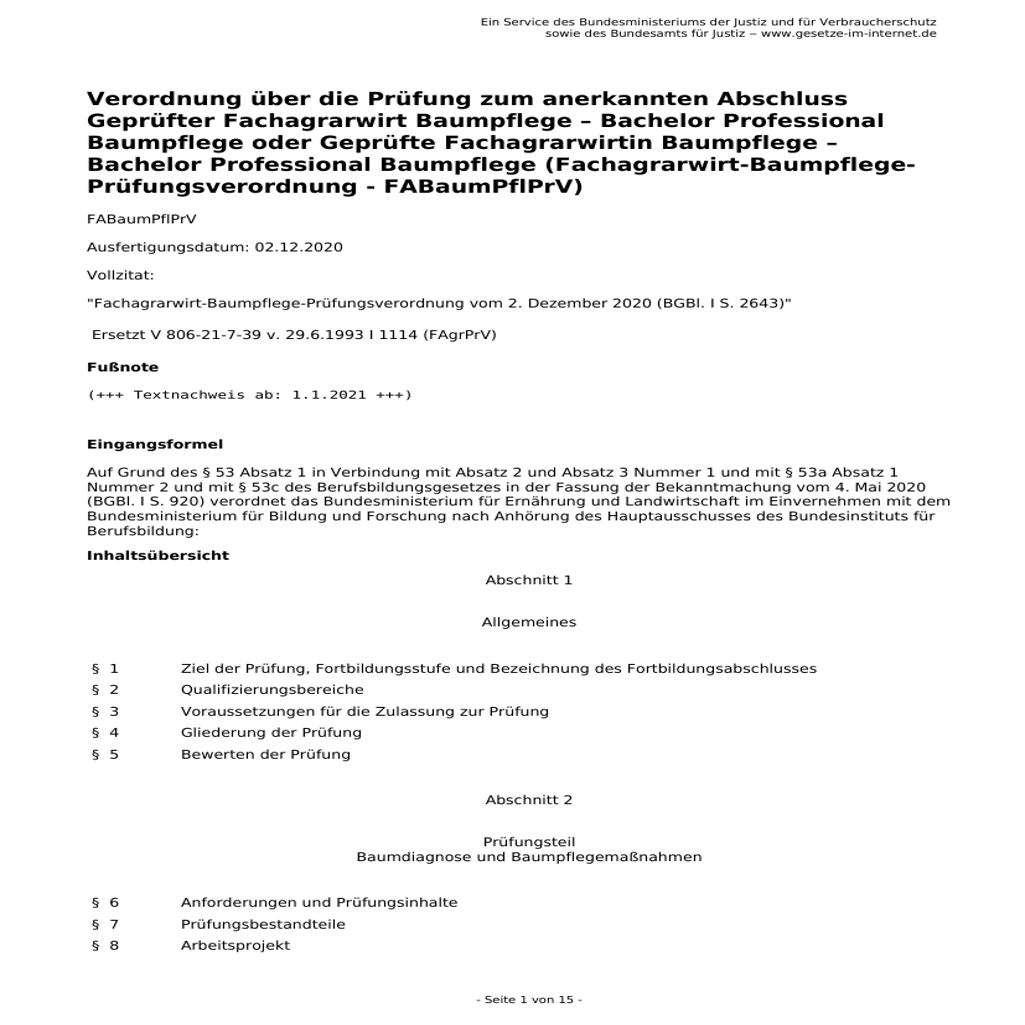 Ein Service des Bundesministeriums der Justiz und für Verbraucherschutz
sowie des Bundesamts für Justiz – www.gesetze-im-internet.de
Verordnung über die Prüfung zum anerkannten Abschluss
Geprüfter Fachagrarwirt Baumpflege – Bachelor Professional
Baumpflege oder Geprüfte Fachagrarwirtin Baumpflege –
Bachelor Professional Baumpflege (Fachagrarwirt-Baumpflege-
Prüfungsverordnung - FABaumPflPrV)
FABaumPflPrV
Ausfertigungsdatum: 02.12.2020
Vollzitat:
"Fachagrarwirt-Baumpflege-Prüfungsverordnung vom 2. Dezember 2020 (BGBl. I S. 2643)"
Ersetzt V 806-21-7-39 v. 29.6.1993 I 1114 (FAgrPrV)
Fußnote
(+++ Textnachweis ab: 1.1.2021 +++)
Eingangsformel
Auf Grund des § 53 Absatz 1 in Verbindung mit Absatz 2 und Absatz 3 Nummer 1 und mit § 53a Absatz 1
Nummer 2 und mit § 53c des Berufsbildungsgesetzes in der Fassung der Bekanntmachung vom 4. Mai 2020
(BGBl. I S. 920) verordnet das Bundesministerium für Ernährung und Landwirtschaft im Einvernehmen mit dem
Bundesministerium für Bildung und Forschung nach Anhörung des Hauptausschusses des Bundesinstituts für
Berufsbildung:
Inhaltsübersicht
Abschnitt 1
Allgemeines
§ 1 Ziel der Prüfung, Fortbildungsstufe und Bezeichnung des Fortbildungsabschlusses
§ 2 Qualifizierungsbereiche
§ 3 Voraussetzungen für die Zulassung zur Prüfung
§ 4 Gliederung der Prüfung
§ 5 Bewerten der Prüfung
Abschnitt 2
Prüfungsteil
Baumdiagnose und Baumpflegemaßnahmen
§ 6 Anforderungen und Prüfungsinhalte
§ 7 Prüfungsbestandteile
§ 8 Arbeitsprojekt
- Seite 1 von 15 -